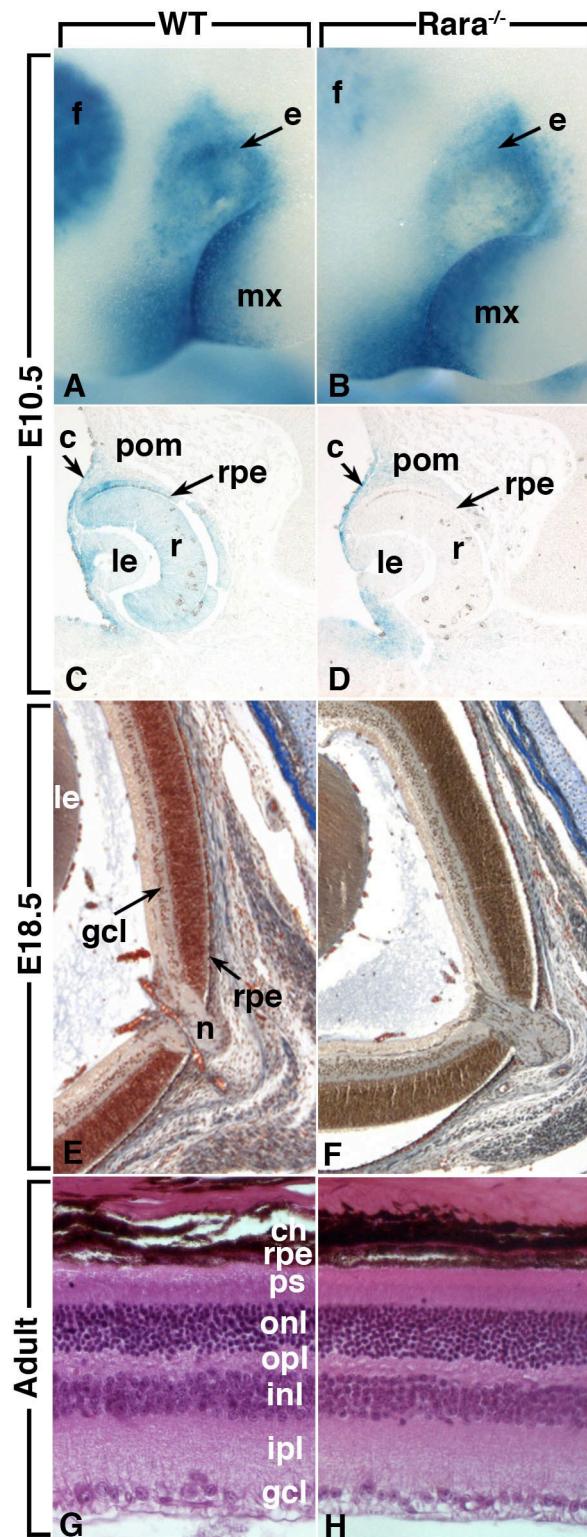 WT Rara-/-
E10.5
f e f e
mx mx
A B
c pom rpe c pom rpe
le r le r
C D
E18.5
le
gcl
rpe
n
E F
Adult
ch
rpe
ps
onl
opl
inl
ipl
gcl
G H